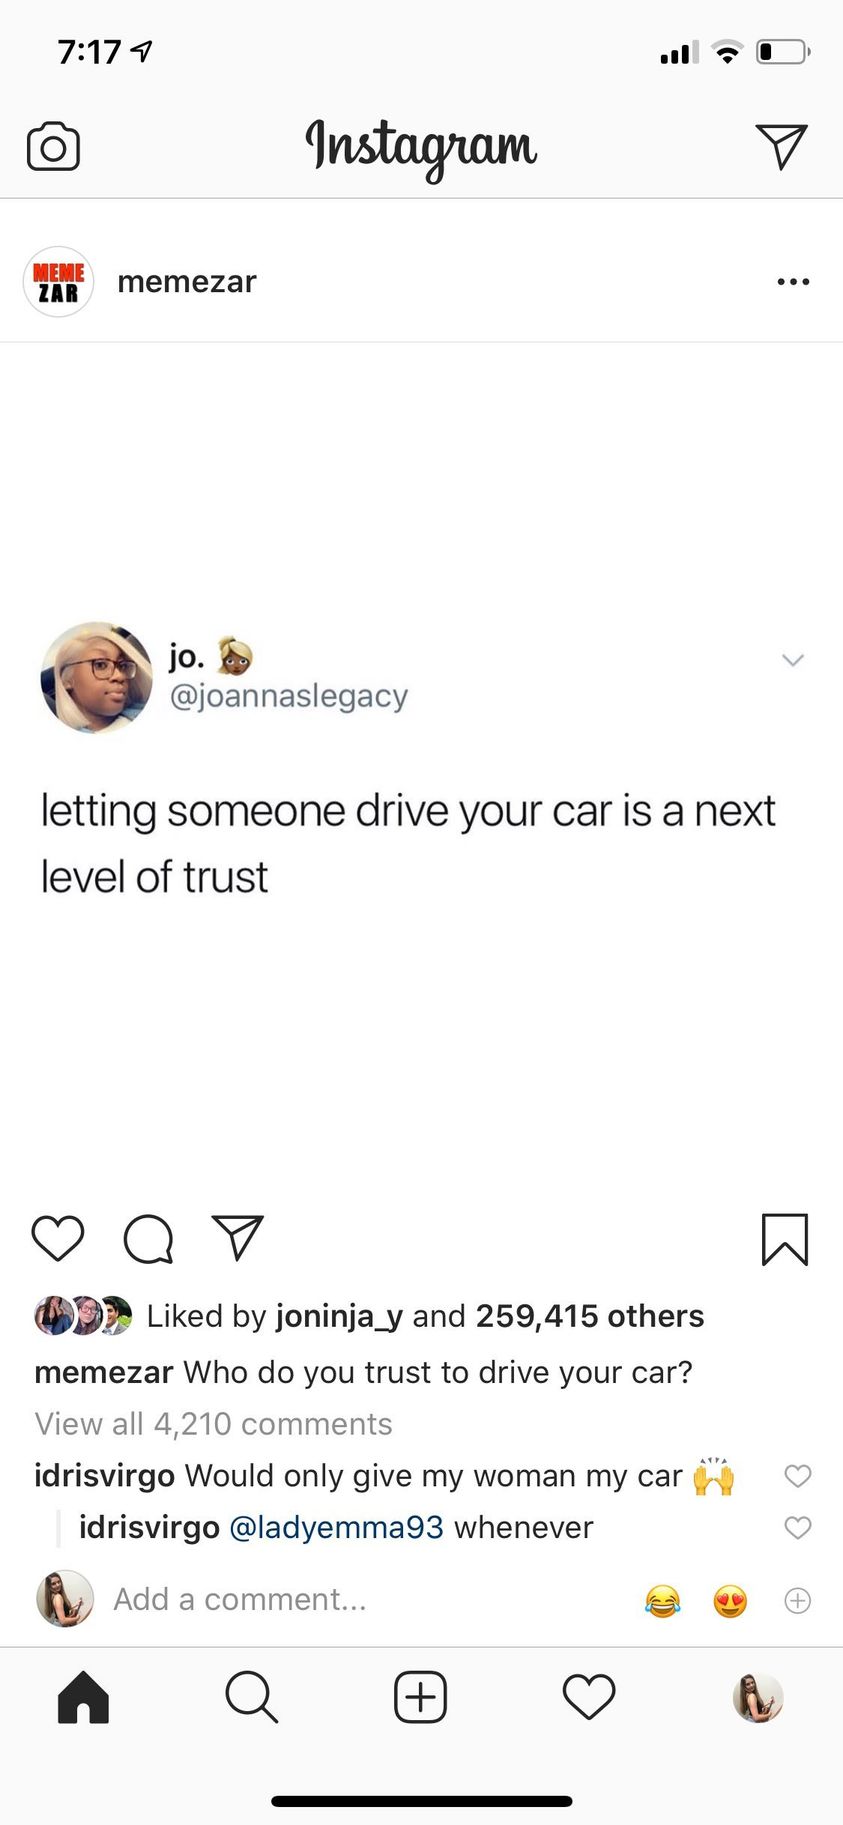 7:17
Instagram
MEME
ZAR
memezar
jo.
@joannaslegacy
letting someone drive your car is a next
level of trust
Liked by joninja_y and 259,415 others
memezar Who do you trust to drive your car?
View all 4,210 comments
idrisvirgo Would only give my woman my car 🙌
idrisvirgo @ladyemma93 whenever
Add a comment... 😂 😍